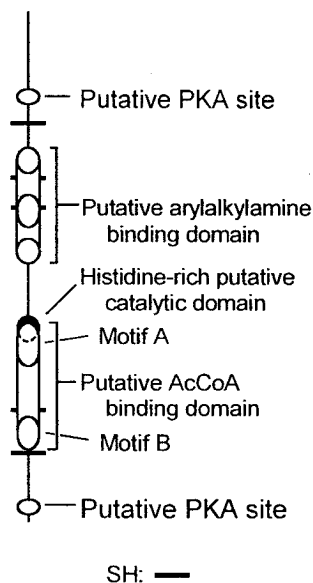 Putative PKA site
Putative arylalkylamine
binding domain
Histidine-rich putative
catalytic domain
Motif A
Putative AcCoA
binding domain
Motif B
Putative PKA site
SH: